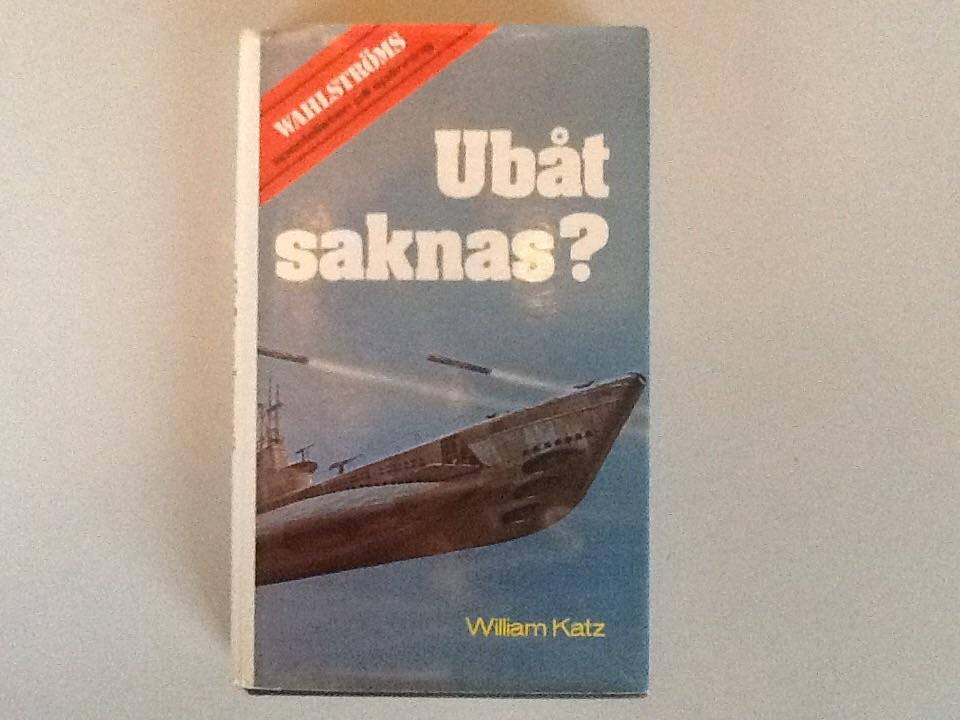 WAHLSTRÖMS
Ubåt
saknas?
William Katz